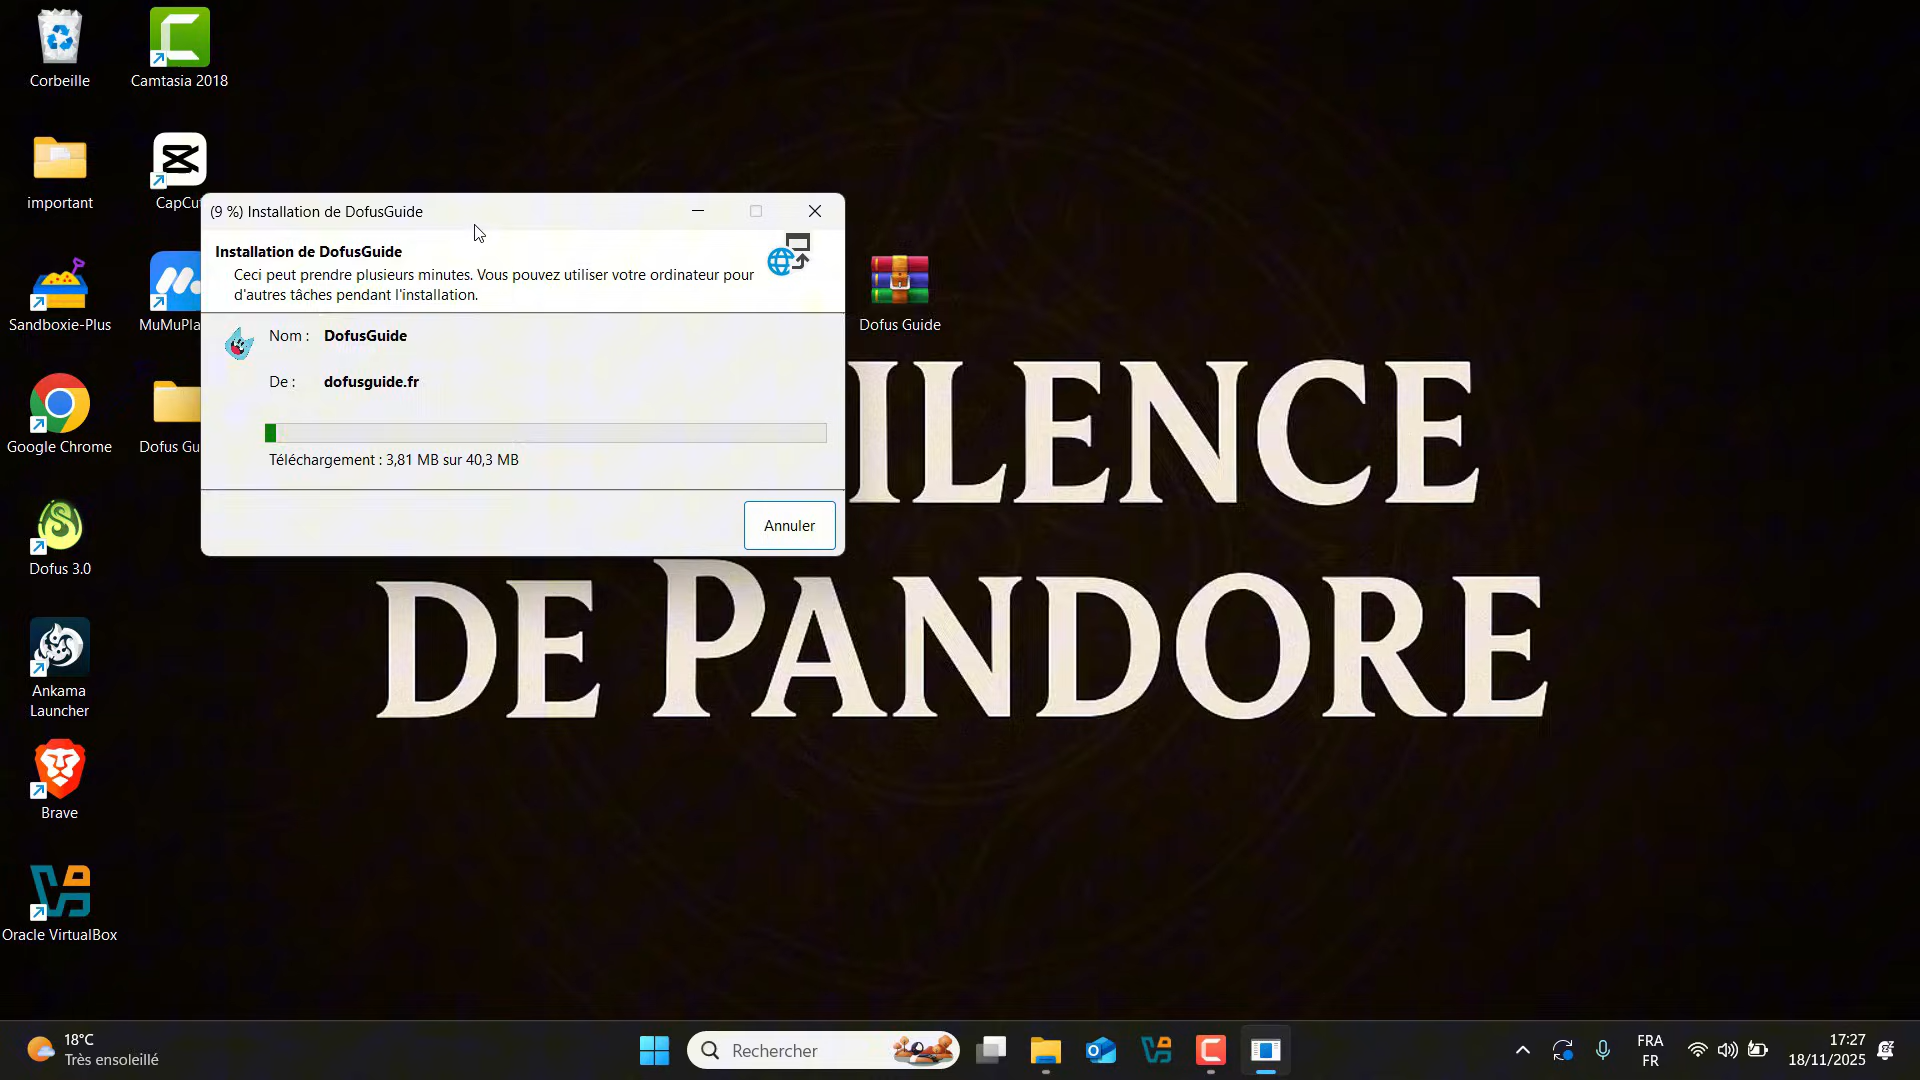 Corbeille
Camtasia 2018
important
CapCu
Sandboxie-Plus
MuMuPla
Google Chrome
Dofus Gu
Dofus 3.0
Ankama
Launcher
Brave
Oracle VirtualBox
(9 %) Installation de DofusGuide
Installation de DofusGuide
Ceci peut prendre plusieurs minutes. Vous pouvez utiliser votre ordinateur pour
d'autres tâches pendant l'installation.
Nom : DofusGuide
De : dofusguide.fr
Téléchargement : 3,81 MB sur 40,3 MB
Annuler
Dofus Guide
ILENCE
DE PANDORE
18°C
Très ensoleillé
Rechercher
FRA
FR
17:27
18/11/2025